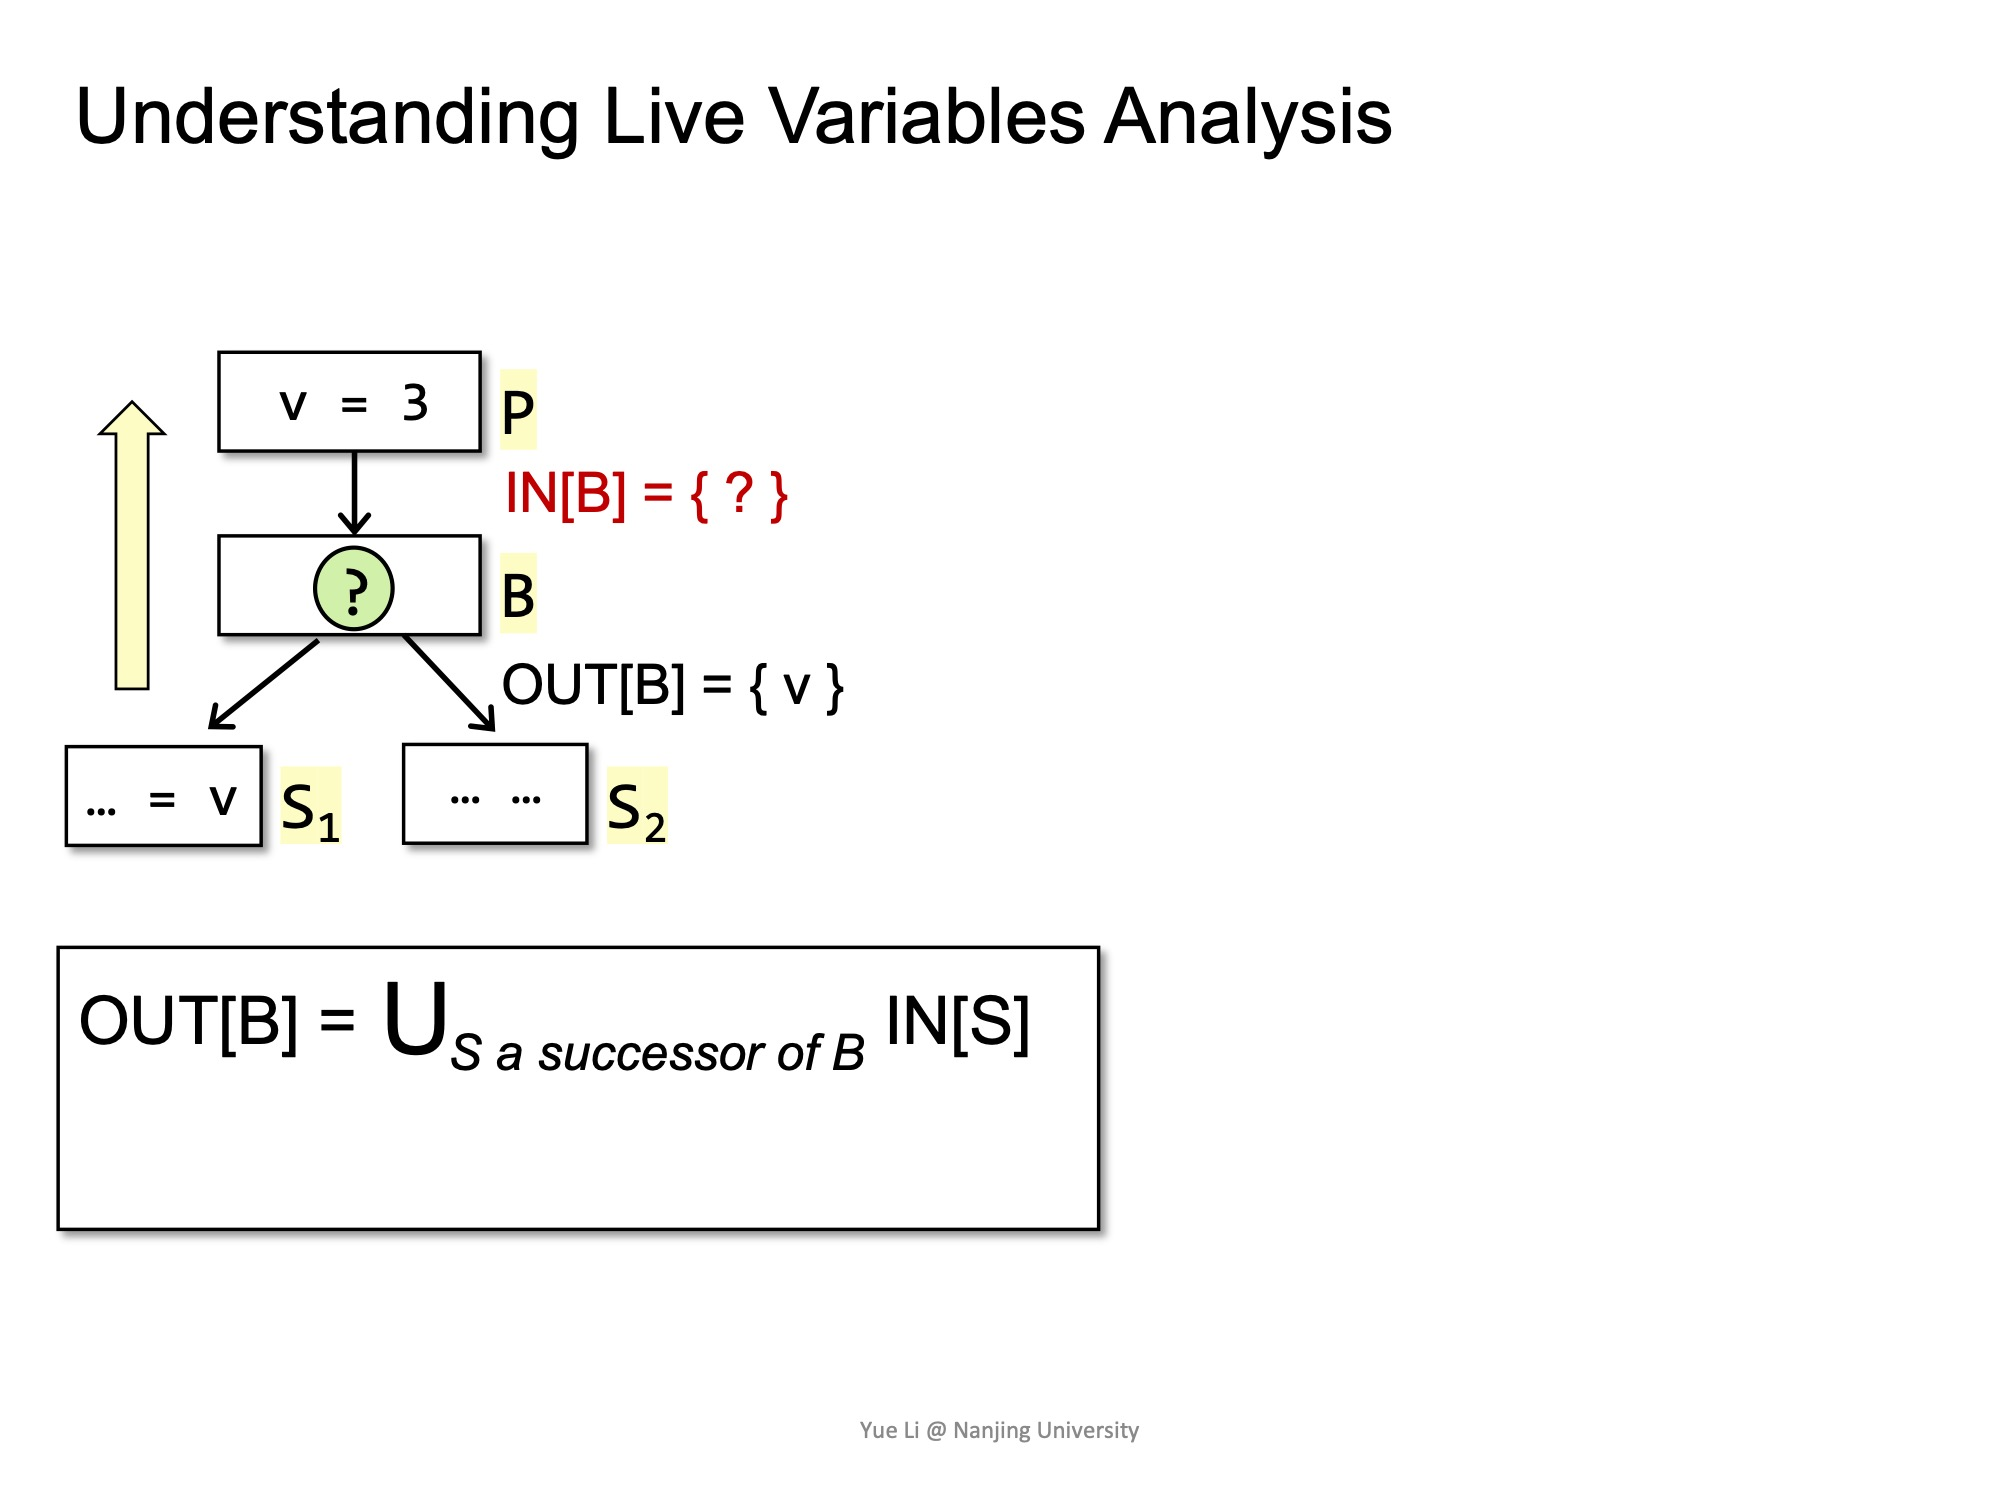 Understanding Live Variables Analysis
v = 3
P
IN[B] = { ? }
?
B
OUT[B] = { v }
… = v
S₁
… …
S₂
OUT[B] = ⋃S a successor of B IN[S]
Yue Li @ Nanjing University